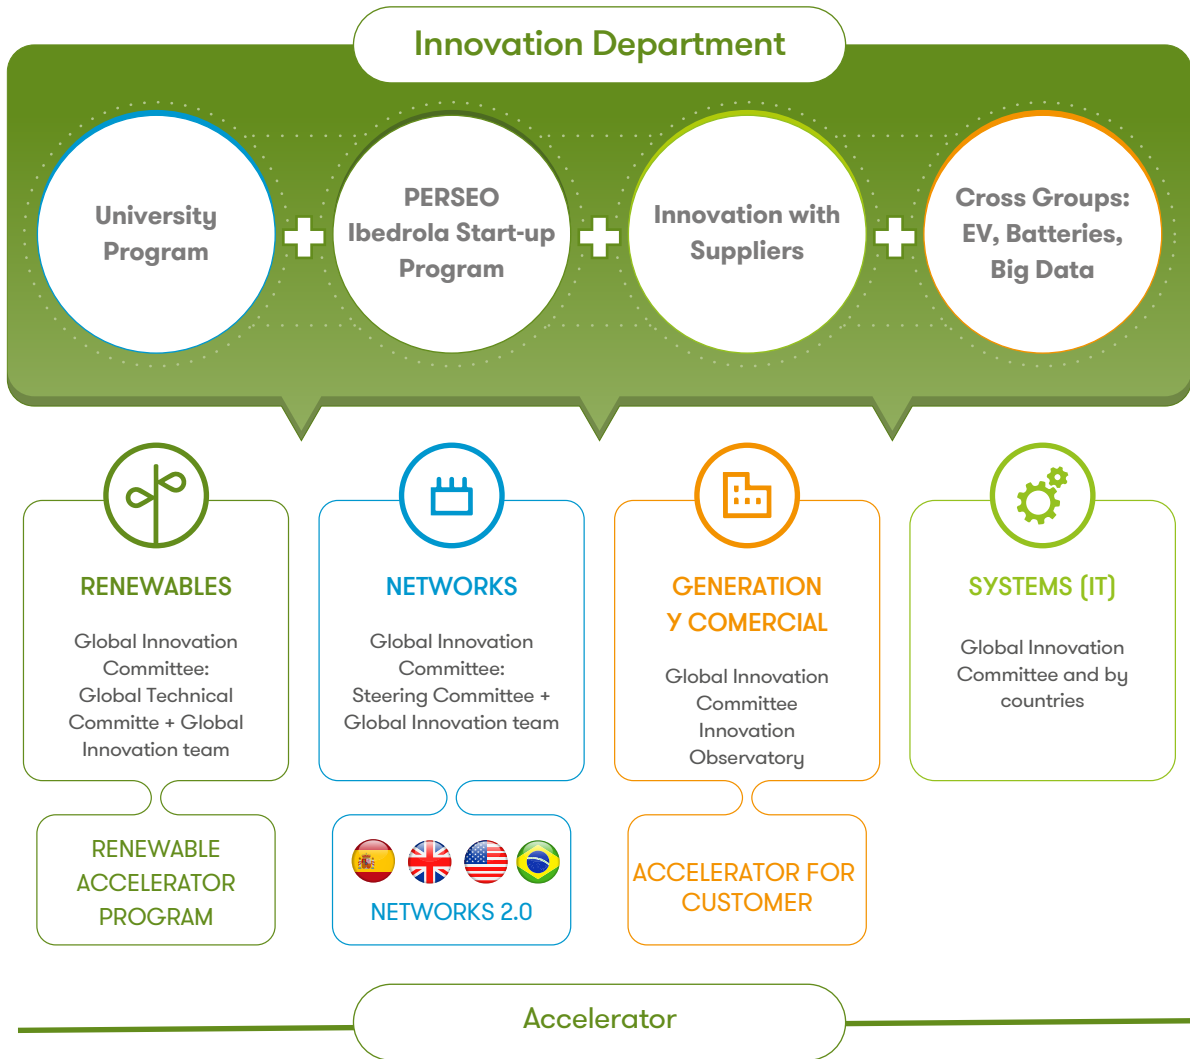 Innovation Department
University
Program
PERSEO
Ibedrola Start-up
Program
Innovation with
Suppliers
Cross Groups:
EV, Batteries,
Big Data
RENEWABLES
Global Innovation
Committee:
Global Technical
Committe + Global
Innovation team
NETWORKS
Global Innovation
Committee:
Steering Committee +
Global Innovation team
GENERATION
Y COMERCIAL
Global Innovation
Committee
Innovation
Observatory
SYSTEMS (IT)
Global Innovation
Committee and by
countries
RENEWABLE
ACCELERATOR
PROGRAM
NETWORKS 2.0
ACCELERATOR FOR
CUSTOMER
Accelerator